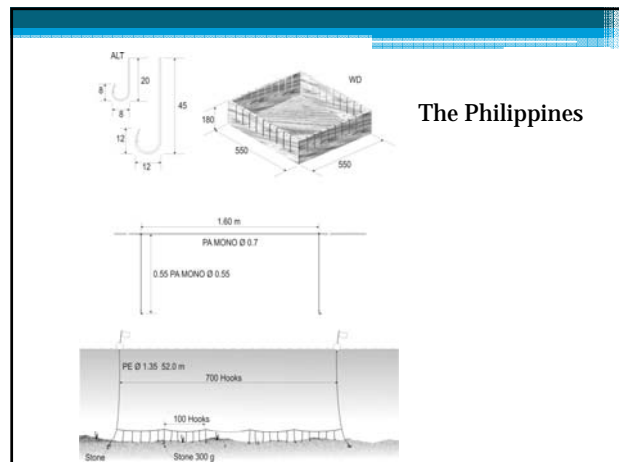 The Philippines
ALT
20
8
8
45
12
12
WD
180
550
550
1.60 m
PA MONO Ø 0.7
0.55 PA MONO Ø 0.55
PE Ø 1.35 52.0 m
700 Hooks
100 Hooks
Stone
Stone 300 g